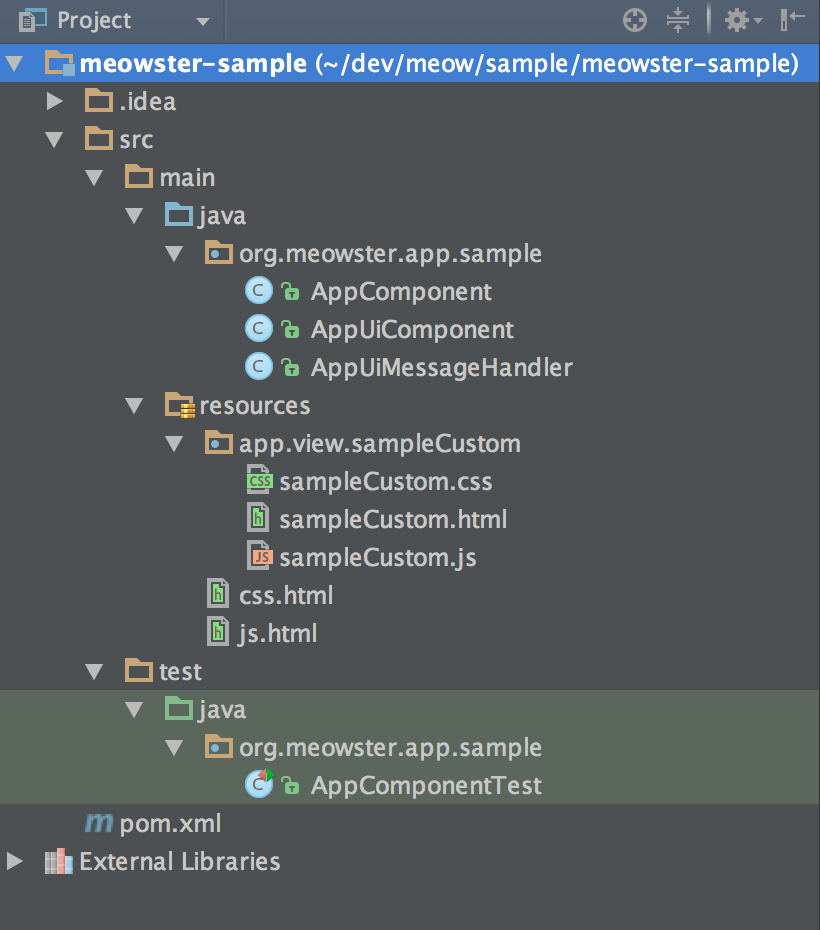 Project
meowster-sample (~/dev/meow/sample/meowster-sample)
.idea
src
main
java
org.meowster.app.sample
C AppComponent
C AppUiComponent
C AppUiMessageHandler
resources
app.view.sampleCustom
CSS sampleCustom.css
h sampleCustom.html
JS sampleCustom.js
h css.html
h js.html
test
java
org.meowster.app.sample
C AppComponentTest
m pom.xml
External Libraries